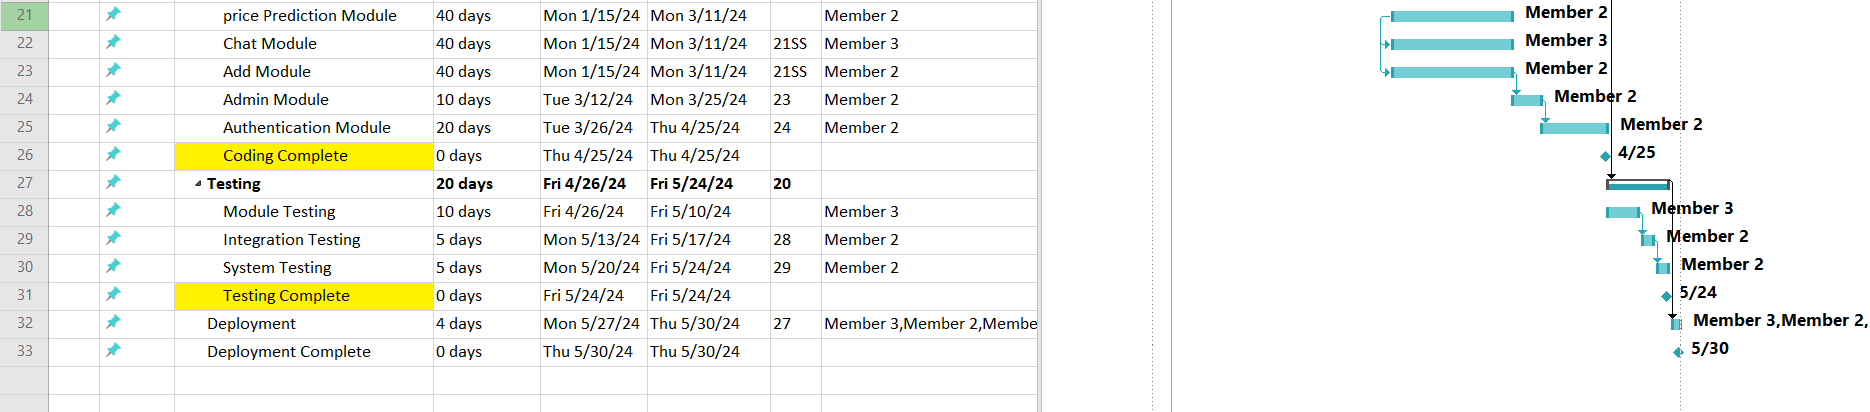 21 price Prediction Module 40 days Mon 1/15/24 Mon 3/11/24 Member 2 Member 2
22 Chat Module 40 days Mon 1/15/24 Mon 3/11/24 21SS Member 3 Member 3
23 Add Module 40 days Mon 1/15/24 Mon 3/11/24 21SS Member 2 Member 2
24 Admin Module 10 days Tue 3/12/24 Mon 3/25/24 23 Member 2 Member 2
25 Authentication Module 20 days Tue 3/26/24 Thu 4/25/24 24 Member 2 Member 2
26 Coding Complete 0 days Thu 4/25/24 Thu 4/25/24 4/25
27 Testing 20 days Fri 4/26/24 Fri 5/24/24 20
28 Module Testing 10 days Fri 4/26/24 Fri 5/10/24 Member 3 Member 3
29 Integration Testing 5 days Mon 5/13/24 Fri 5/17/24 28 Member 2 Member 2
30 System Testing 5 days Mon 5/20/24 Fri 5/24/24 29 Member 2 Member 2
31 Testing Complete 0 days Fri 5/24/24 Fri 5/24/24 5/24
32 Deployment 4 days Mon 5/27/24 Thu 5/30/24 27 Member 3,Member 2,Membe Member 3,Member 2,
33 Deployment Complete 0 days Thu 5/30/24 Thu 5/30/24 5/30